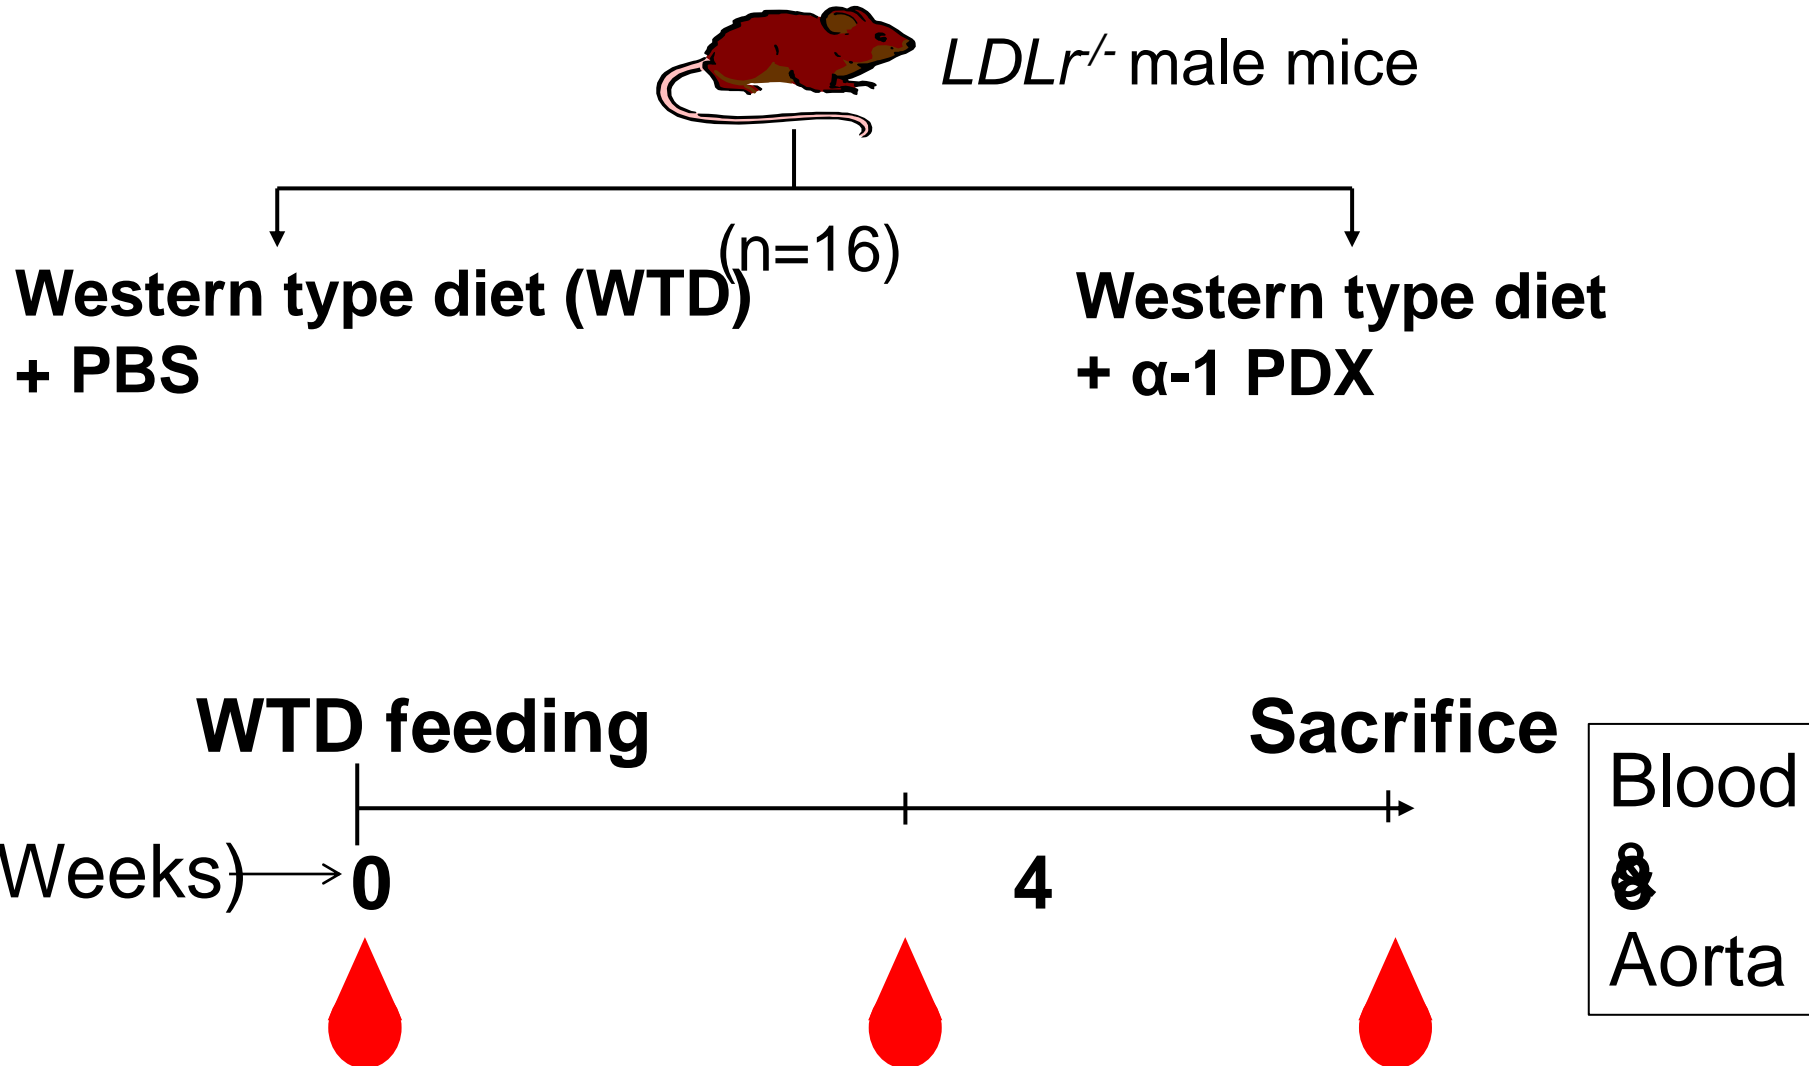 LDLr-/- male mice
(n=16)
Western type diet (WTD)
+ PBS
Western type diet
+ α-1 PDX
WTD feeding
Sacrifice
Weeks)
0
4
8
Blood
&
Aorta